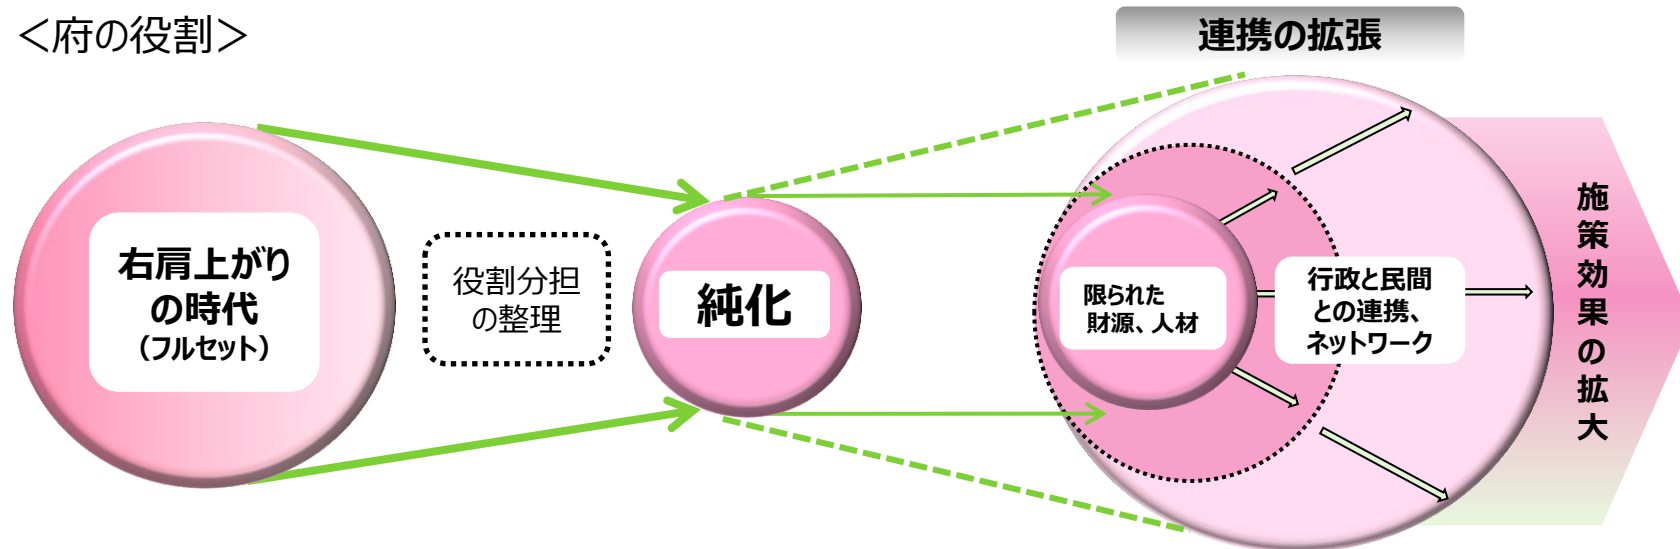 ＜府の役割＞
連携の拡張
右肩上がり
の時代
（フルセット）
役割分担
の整理
純化
限られた
財源、人材
行政と民間
との連携、
ネットワーク
施策効果の拡大